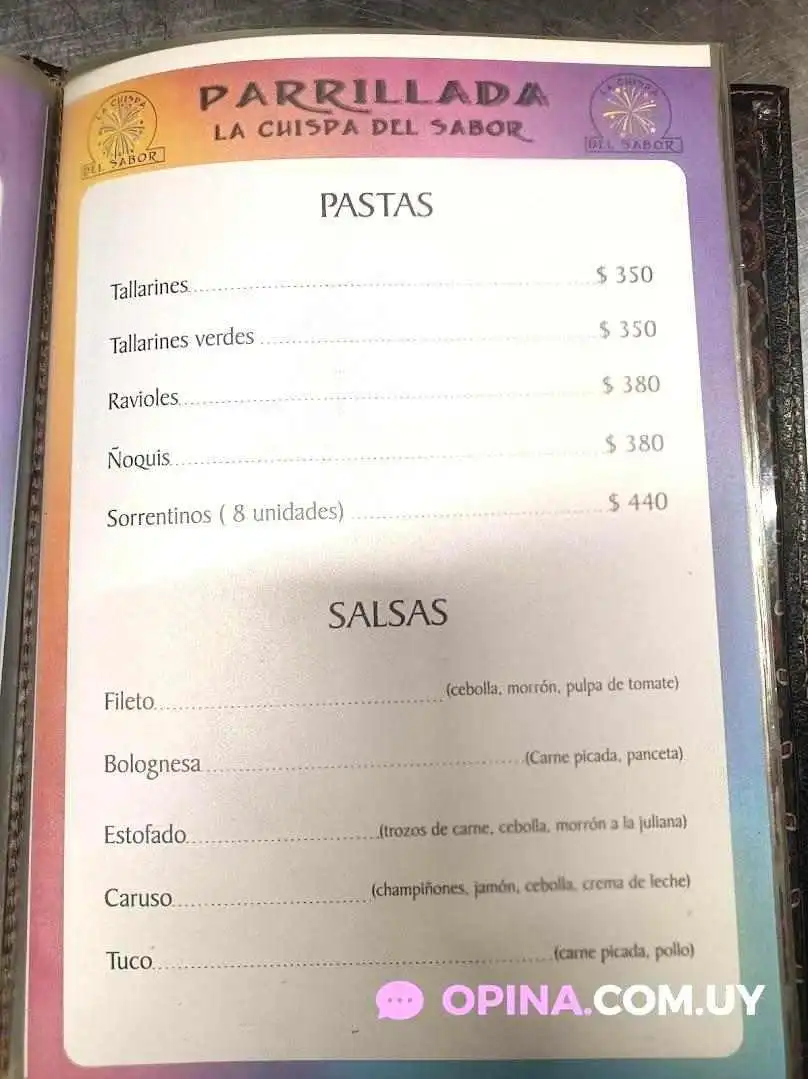 LA CHISPA
DEL SABOR
PARRILLADA
LA CHISPA DEL SABOR
LA CHISPA
DEL SABOR
PASTAS
Tallarines $ 350
Tallarines verdes $ 350
Ravioles $ 380
Ñoquis $ 380
Sorrentinos ( 8 unidades) $ 440
SALSAS
Fileto (cebolla, morrón, pulpa de tomate)
Bolognesa (Carne picada, panceta)
Estofado (trozos de carne, cebolla, morrón a la juliana)
Caruso (champiñones, jamón, cebolla, crema de leche)
Tuco (carne picada, pollo)
OPINA.COM.UY